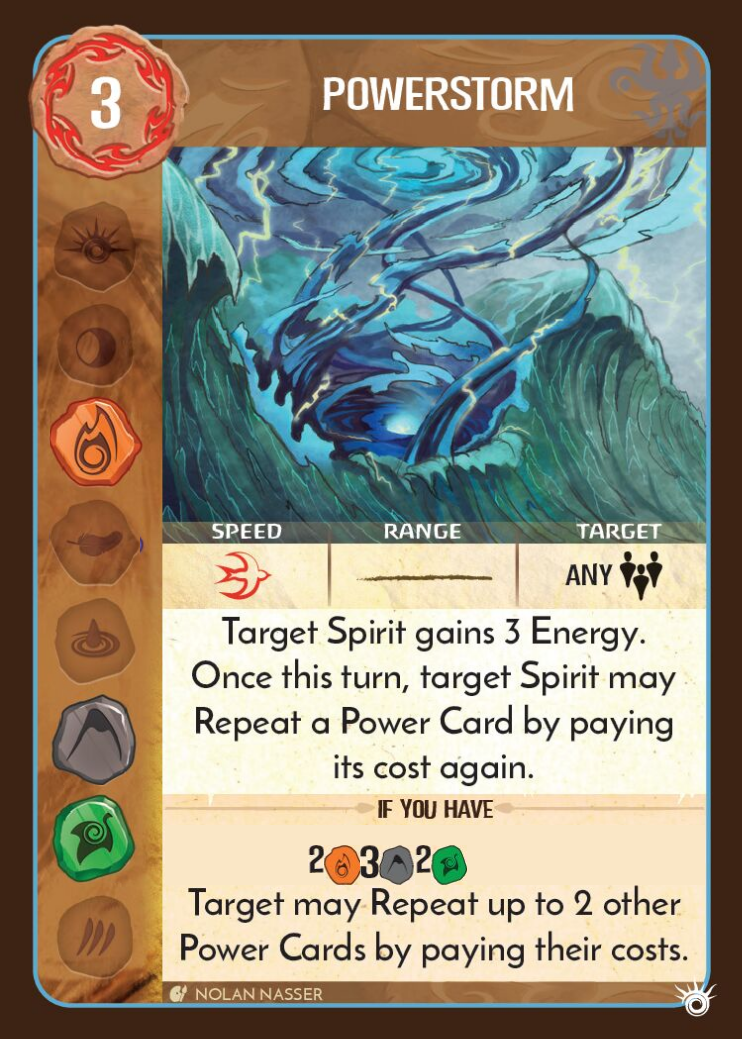 3
POWERSTORM
SPEED RANGE TARGET
ANY
Target Spirit gains 3 Energy.
Once this turn, target Spirit may
Repeat a Power Card by paying
its cost again.
IF YOU HAVE
2 3 2
Target may Repeat up to 2 other
Power Cards by paying their costs.
NOLAN NASSER